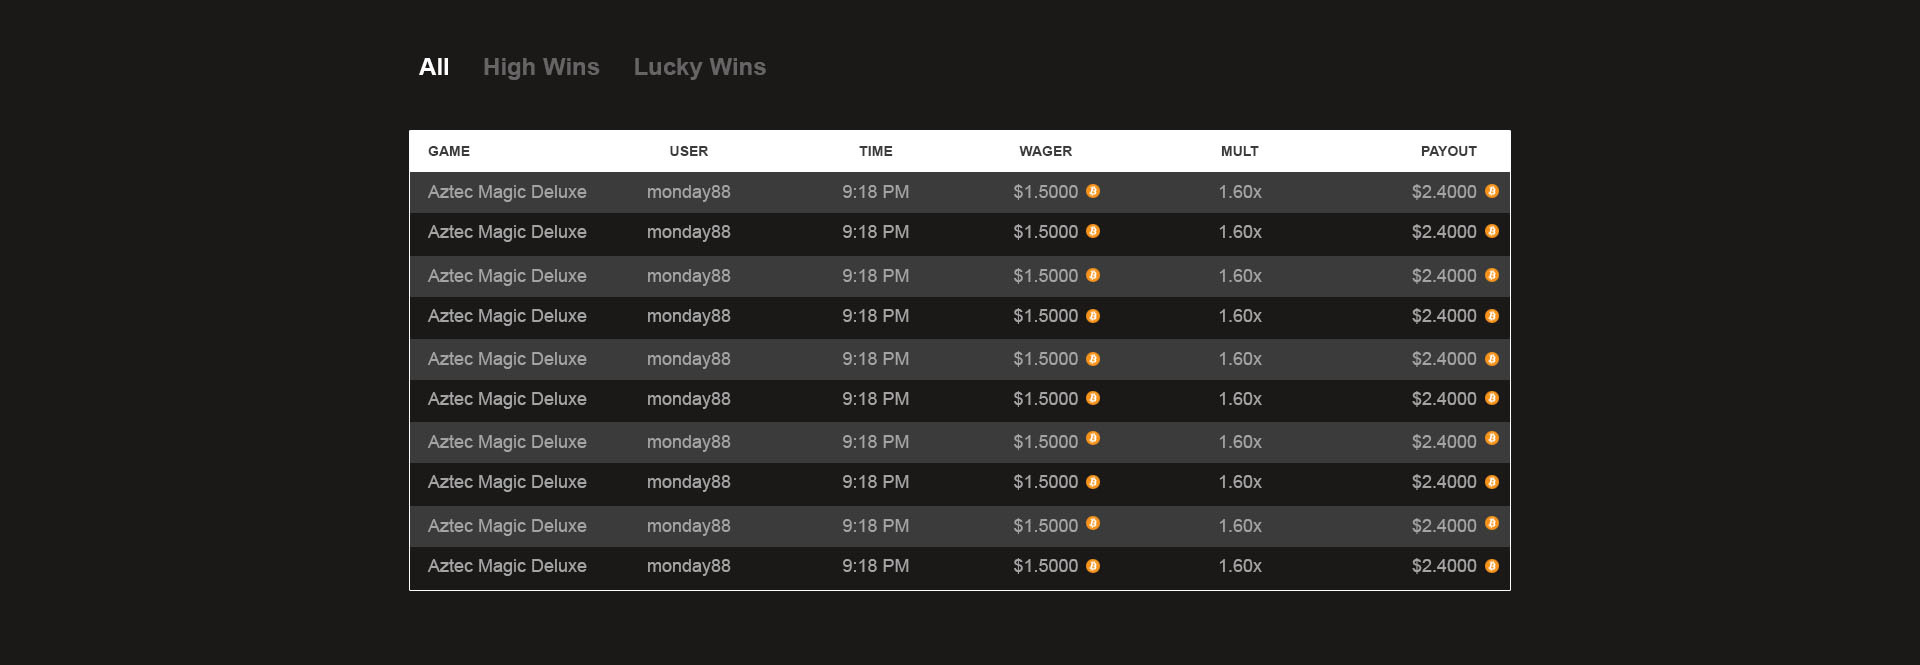 All High Wins Lucky Wins
GAME USER TIME WAGER MULT PAYOUT
Aztec Magic Deluxe monday88 9:18 PM $1.5000 1.60x $2.4000
Aztec Magic Deluxe monday88 9:18 PM $1.5000 1.60x $2.4000
Aztec Magic Deluxe monday88 9:18 PM $1.5000 1.60x $2.4000
Aztec Magic Deluxe monday88 9:18 PM $1.5000 1.60x $2.4000
Aztec Magic Deluxe monday88 9:18 PM $1.5000 1.60x $2.4000
Aztec Magic Deluxe monday88 9:18 PM $1.5000 1.60x $2.4000
Aztec Magic Deluxe monday88 9:18 PM $1.5000 1.60x $2.4000
Aztec Magic Deluxe monday88 9:18 PM $1.5000 1.60x $2.4000
Aztec Magic Deluxe monday88 9:18 PM $1.5000 1.60x $2.4000
Aztec Magic Deluxe monday88 9:18 PM $1.5000 1.60x $2.4000